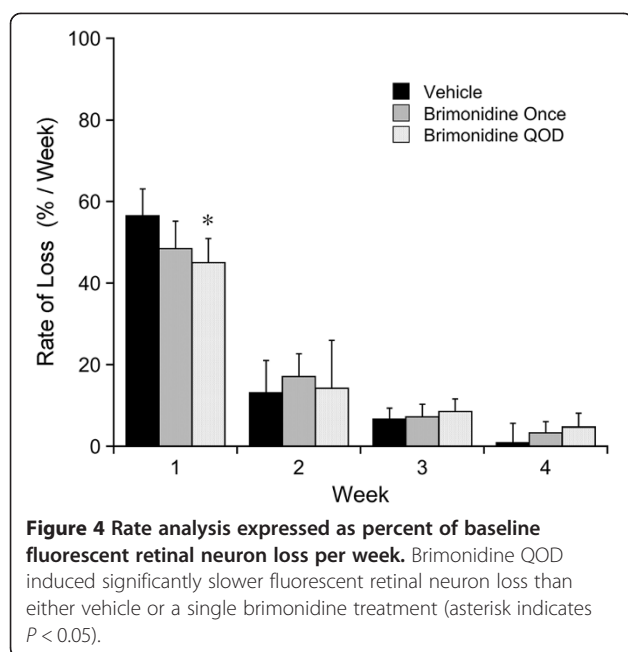 100
80
60
40
20
0
Rate of Loss (% / Week)
Vehicle
Brimonidine Once
Brimonidine QOD
*
1 2 3 4
Week
Figure 4 Rate analysis expressed as percent of baseline
fluorescent retinal neuron loss per week. Brimonidine QOD
induced significantly slower fluorescent retinal neuron loss than
either vehicle or a single brimonidine treatment (asterisk indicates
P < 0.05).